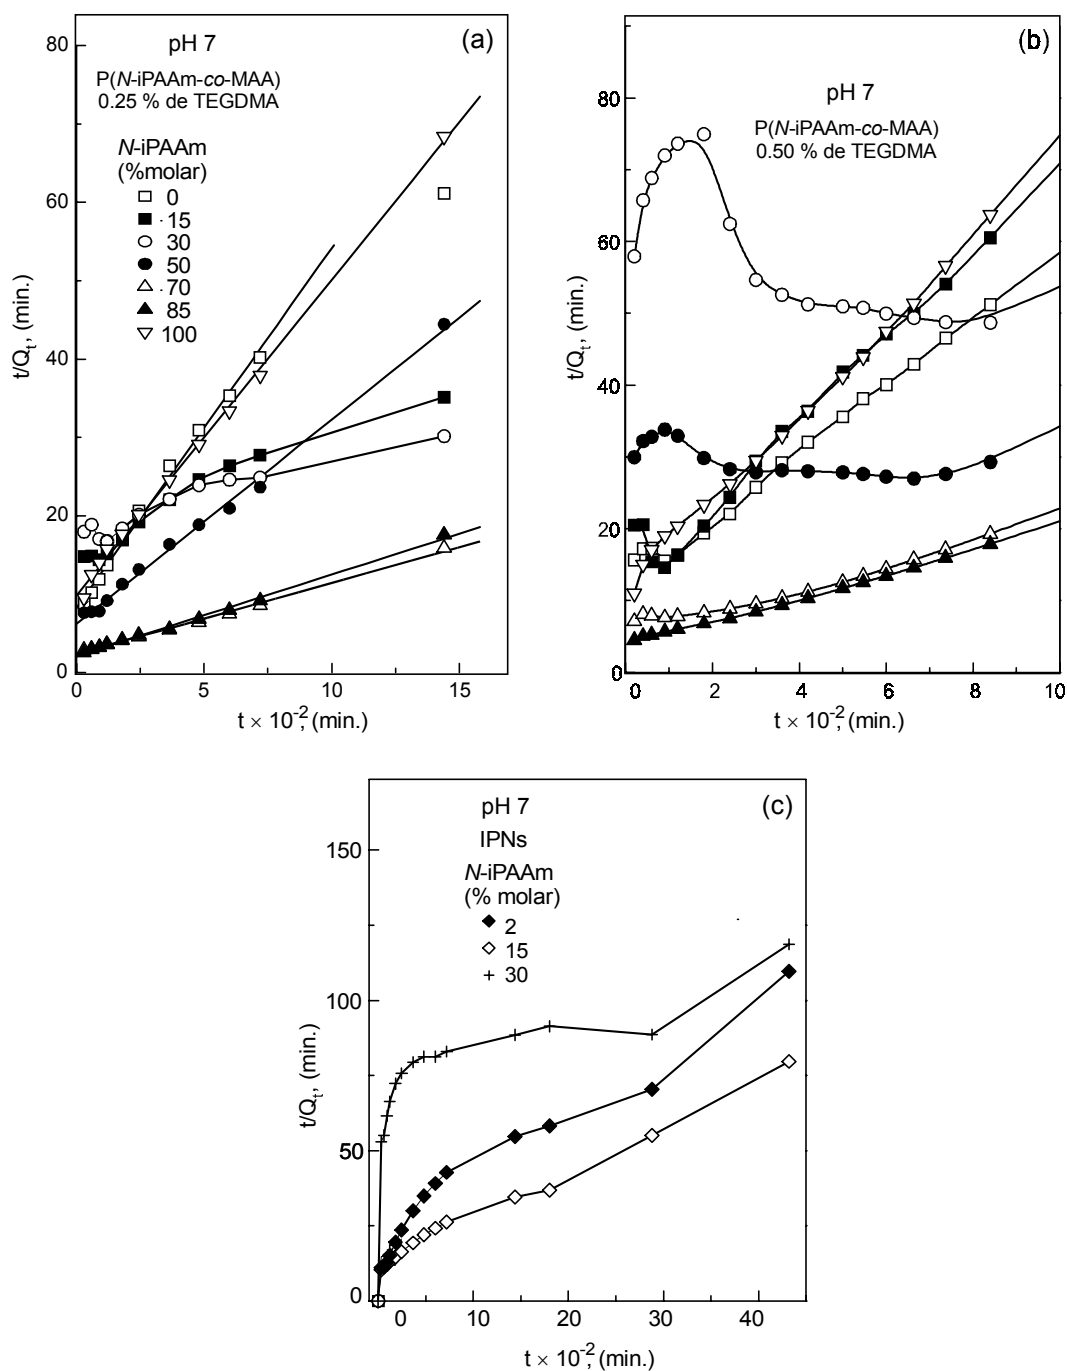 (a)
pH 7
P(N-iPAAm-co-MAA)
0.25 % de TEGDMA
N-iPAAm
(%molar)
0
15
30
50
70
85
100
80
60
40
20
0
t/Qt, (min.)
0 5 10 15
t × 10-2, (min.)
(b)
pH 7
P(N-iPAAm-co-MAA)
0.50 % de TEGDMA
80
60
40
20
0
t/Qt, (min.)
0 2 4 6 8 10
t × 10-2, (min.)
(c)
pH 7
IPNs
N-iPAAm
(% molar)
2
15
30
150
100
50
0
t/Qt, (min.)
0 10 20 30 40
t × 10-2, (min.)